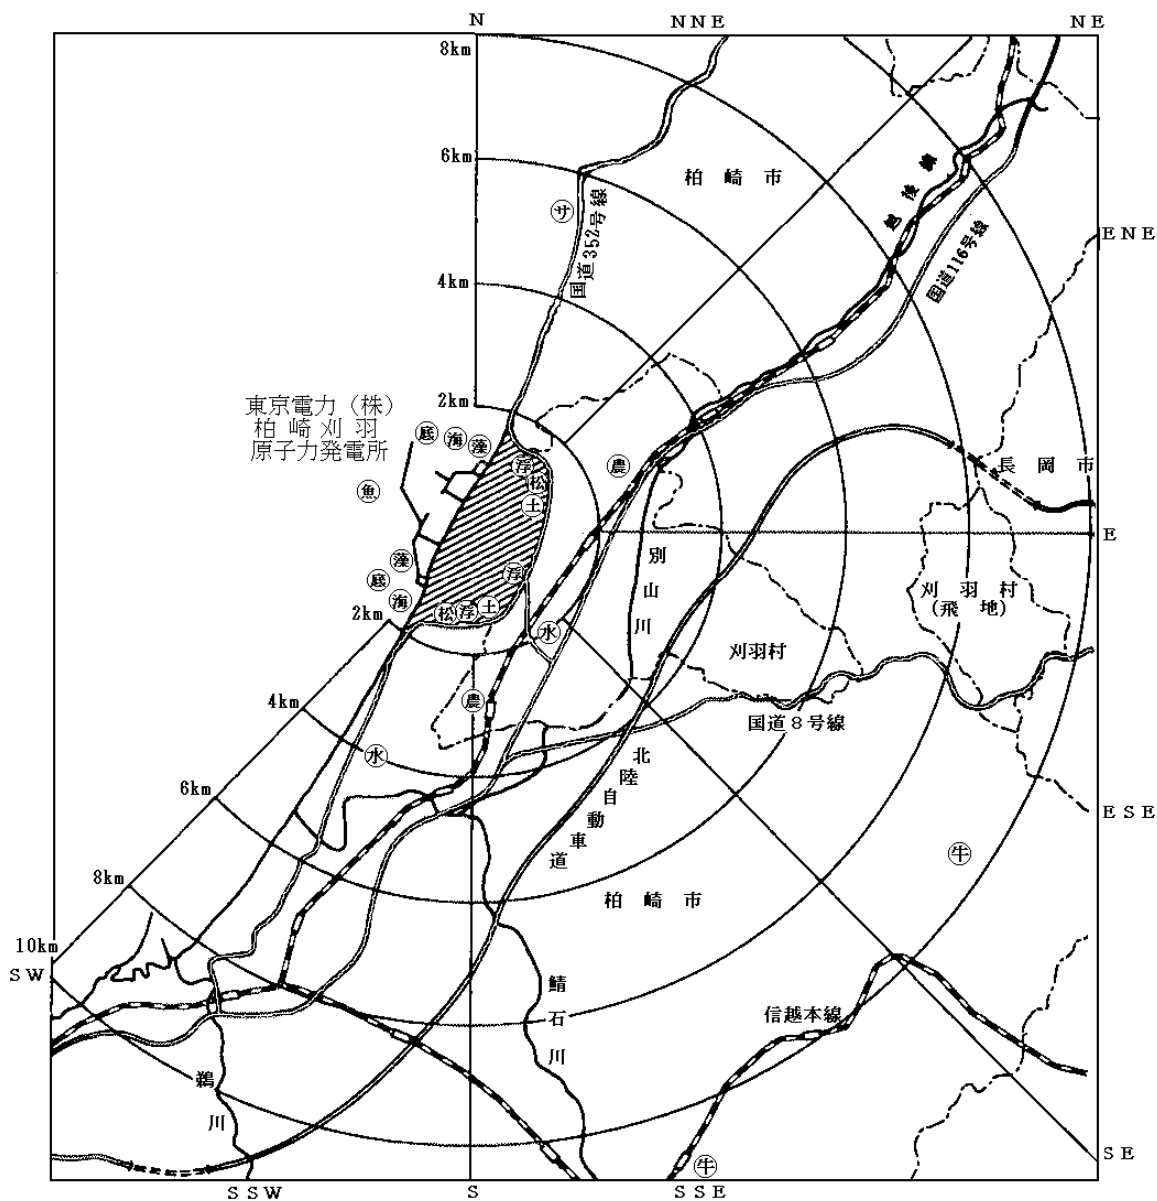 N
NNE
NE
8km
6km
柏崎市
越後線
サ
国道352号線
ENE
国道116号線
4km
2km
東京電力（株）
柏崎刈羽
原子力発電所
底
海
藻
浮
農
松
魚
土
長岡市
E
別山川
藻
浮
底
海
刈羽村
(飛地)
2km
松
浮
土
水
刈羽村
4km
農
国道8号線
水
北陸自動車道
6km
ESE
牛
8km
柏崎市
10km
SW
鯖石川
信越本線
鵜川
SE
牛
SSW
S
SSE